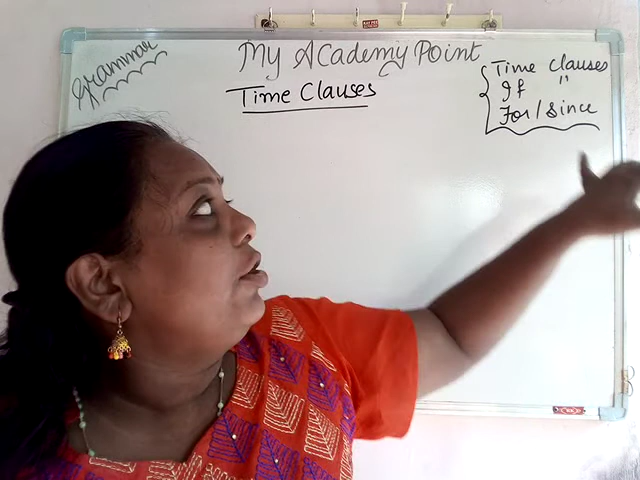 Grammar
My Academy Point
Time Clauses
Time clauses
If "
For/since